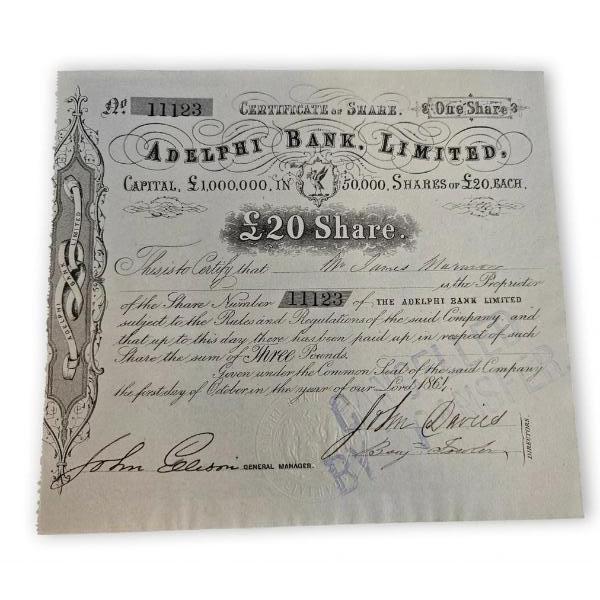 No 11123 CERTIFICATE OF SHARE. One Share
ADELPHI BANK, LIMITED.
CAPITAL, £1,000,000, IN 50,000, SHARES OF £20, EACH.
£20 Share.
This is to Certify that Mr James
is the Proprietor
of the Share Number 11123 of THE ADELPHI BANK LIMITED
subject to the Rules and Regulations of the said Company, and
that up to this day there has been paid up, in respect of such
Share the sum of Three Pounds.
Given under the Common Seal of the said Company
the first day of October in the year of our Lord 1861.
John Davies
DIRECTORS.
GENERAL MANAGER.
John
ADELPHI BANK LIMITED
BY TRANSFER